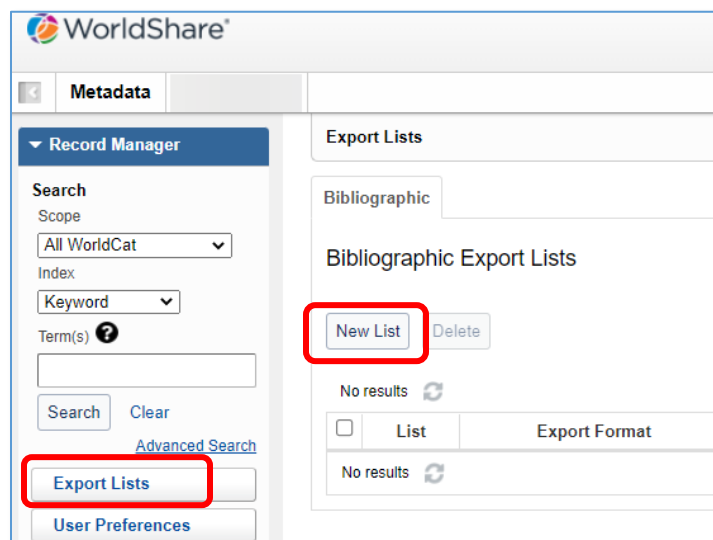 WorldShare®
Metadata
Record Manager
Search
Scope
All WorldCat
Index
Keyword
Term(s) ?
Search Clear
Advanced Search
Export Lists
User Preferences
Export Lists
Bibliographic
Bibliographic Export Lists
New List Delete
No results
List Export Format
No results